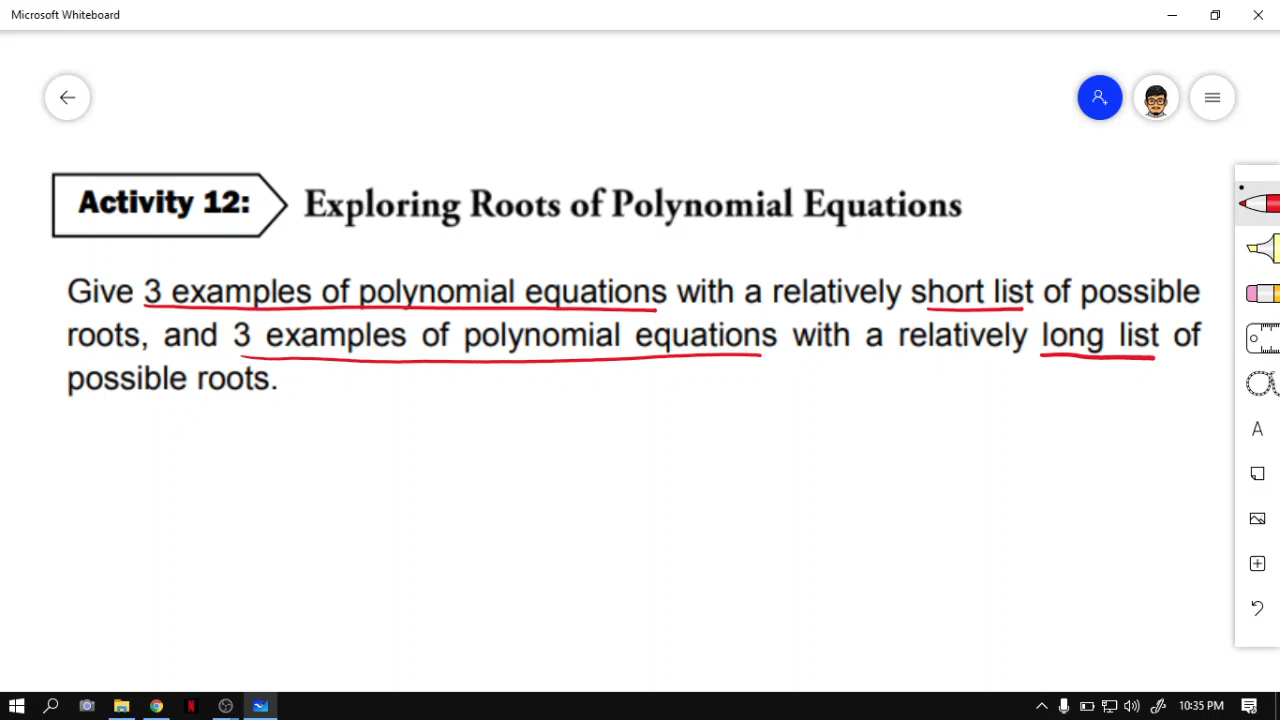 Microsoft Whiteboard
Activity 12: Exploring Roots of Polynomial Equations
Give 3 examples of polynomial equations with a relatively short list of possible
roots, and 3 examples of polynomial equations with a relatively long list of
possible roots.
A
N
10:35 PM